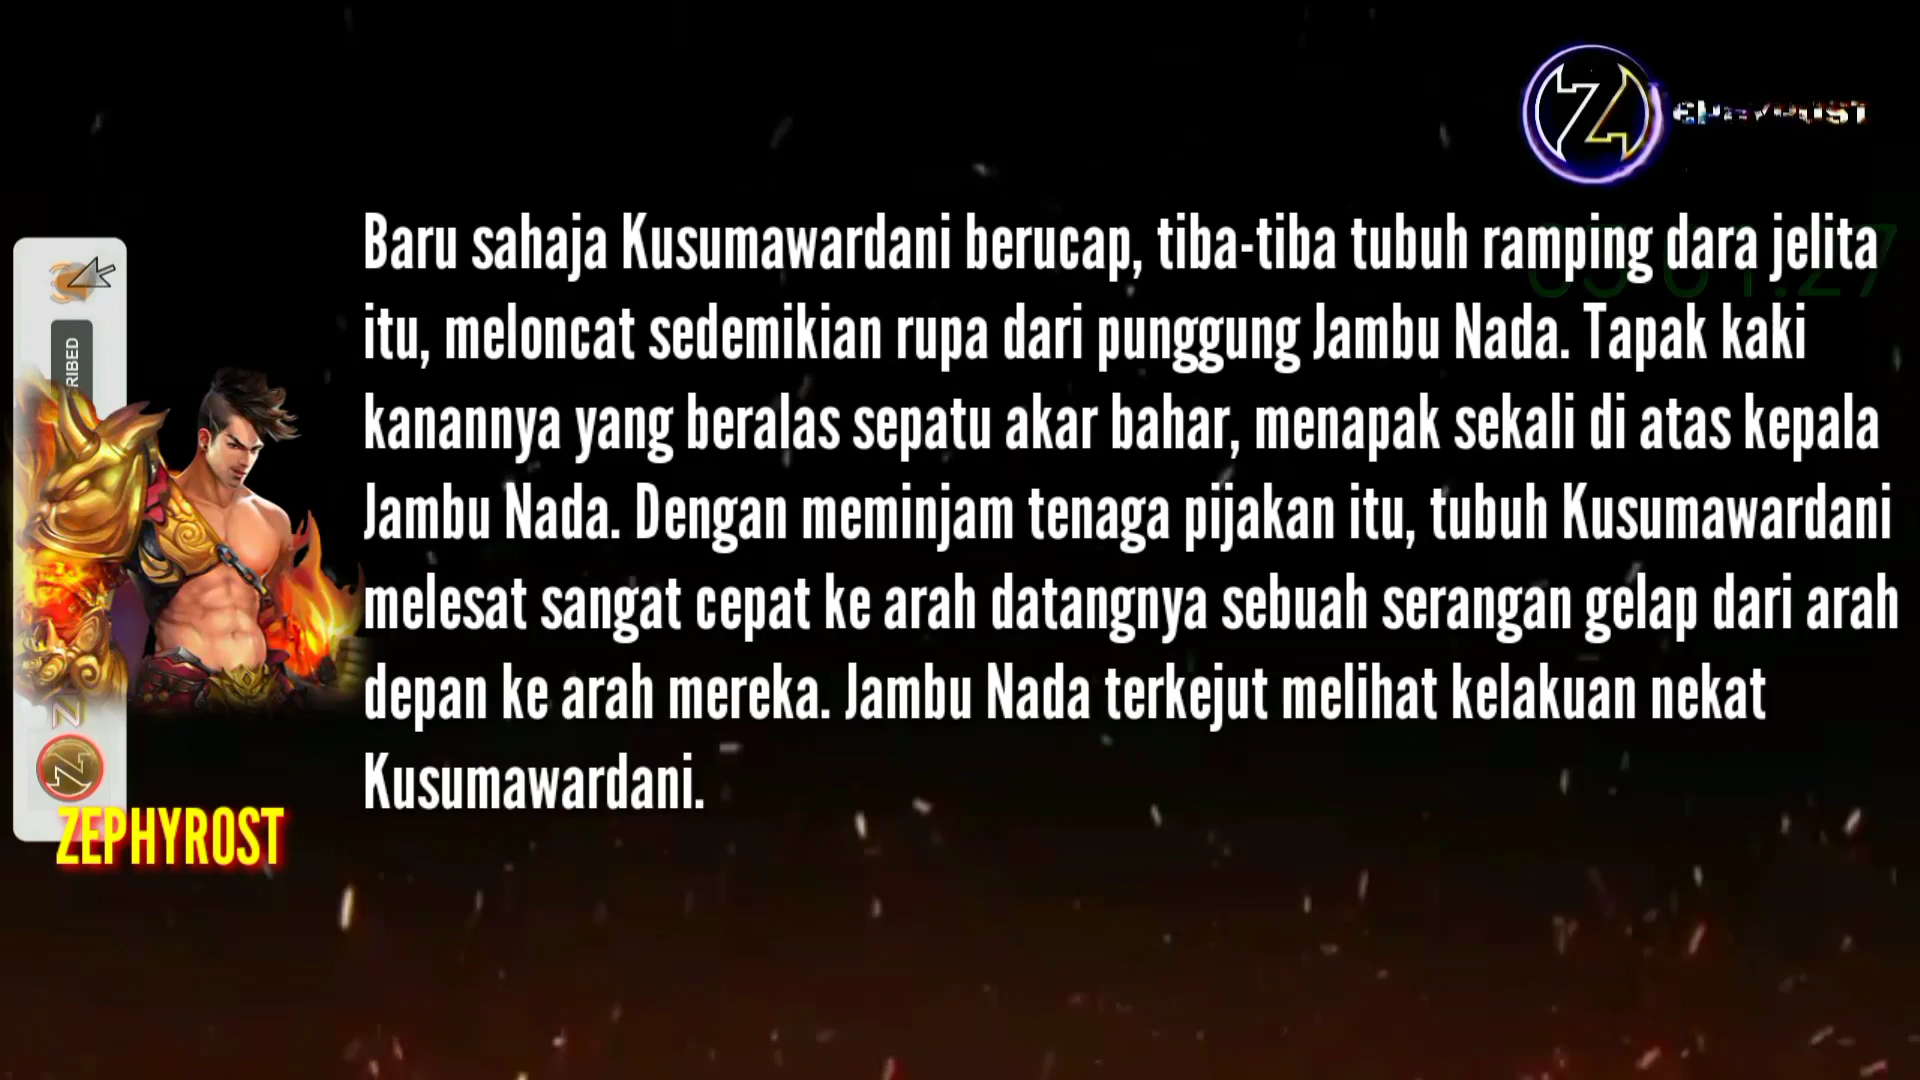 Baru sahaja Kusumawardani berucap, tiba-tiba tubuh ramping dara jelita
itu, meloncat sedemikian rupa dari punggung Jambu Nada. Tapak kaki
kanannya yang beralas sepatu akar bahar, menapak sekali di atas kepala
Jambu Nada. Dengan meminjam tenaga pijakan itu, tubuh Kusumawardani
melesat sangat cepat ke arah datangnya sebuah serangan gelap dari arah
depan ke arah mereka. Jambu Nada terkejut melihat kelakuan nekat
Kusumawardani.
RIBED
ZEPHYROST